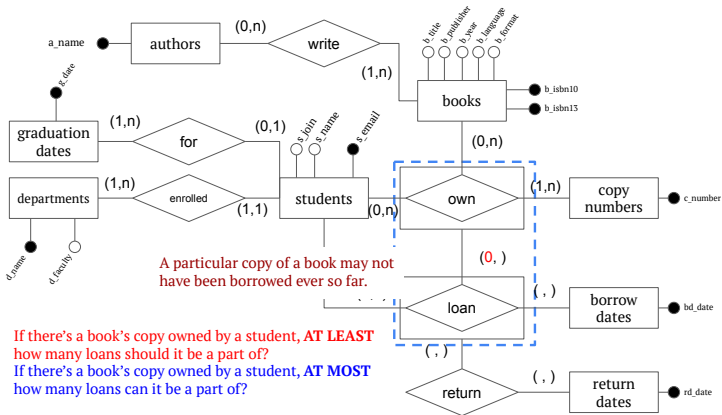 (0,n)
a_name
authors
write
b_title
b_publisher
b_year
b_language
b_format
(1,n)
books
b_isbn10
b_isbn13
g_date
(0,n)
graduation
dates
(1,n)
for
(0,1)
s_join
s_name
s_email
departments
(1,n)
enrolled
(1,1)
students
(0,n)
own
(1,n)
copy
numbers
c_number
d_name
d_faculty
A particular copy of a book may not
have been borrowed ever so far.
(0, )
loan
( , )
borrow
dates
bd_date
If there's a book's copy owned by a student, AT LEAST
how many loans should it be a part of?
If there's a book's copy owned by a student, AT MOST
how many loans can it be a part of?
( , )
return
( , )
return
dates
rd_date